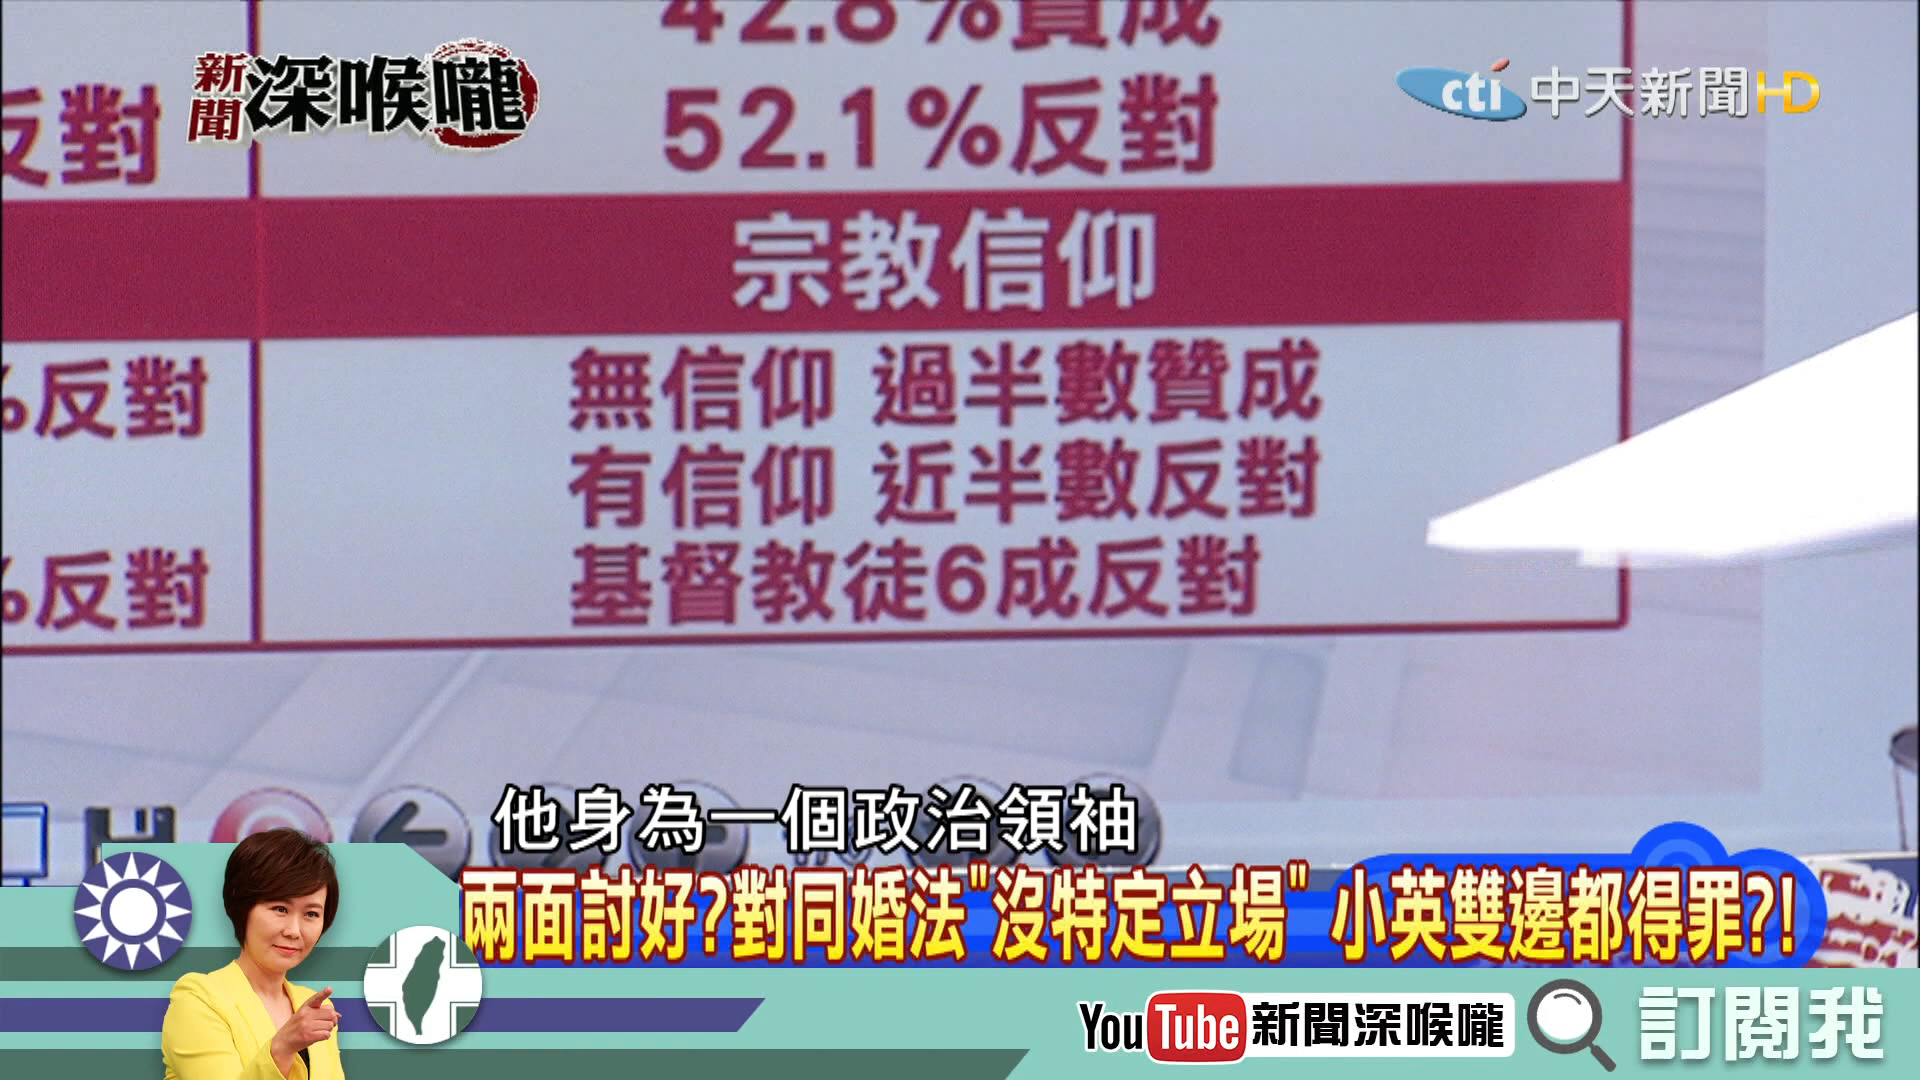 42.8%贊成
新聞深喉嚨
cti中天新聞HD
反對
52.1%反對
宗教信仰
%反對
無信仰 過半數贊成
有信仰 近半數反對
%反對
基督教徒6成反對
他身為一個政治領袖
兩面討好?對同婚法"沒特定立場" 小英雙邊都得罪?!
YouTube新聞深喉嚨
訂閱我